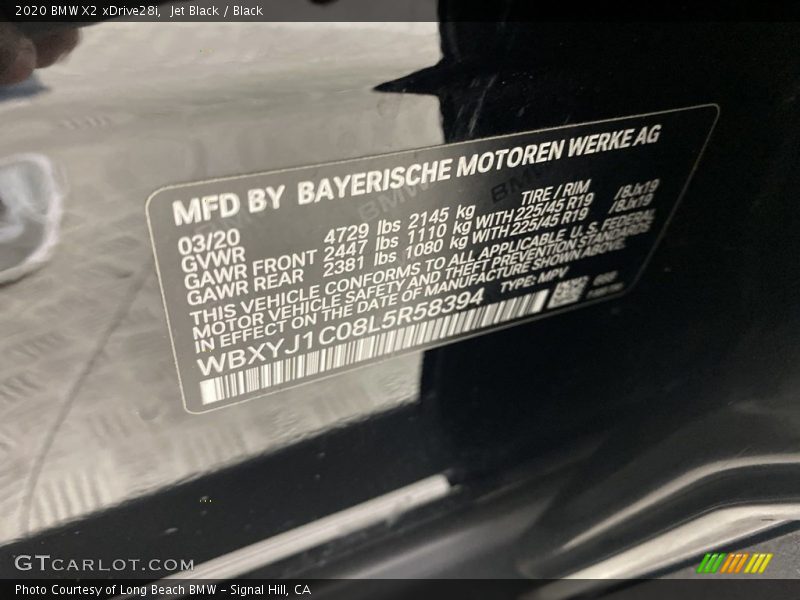 2020 BMW X2 xDrive28i, Jet Black / Black
MFD BY BAYERISCHE MOTOREN WERKE AG
03/20 TIRE / RIM
GVWR 4729 lbs 2145 kg
GAWR FRONT 2447 lbs 1110 kg WITH 225/45 R19 /8Jx19
GAWR REAR 2381 lbs 1080 kg WITH 225/45 R19 /8Jx19
THIS VEHICLE CONFORMS TO ALL APPLICABLE U. S. FEDERAL
MOTOR VEHICLE SAFETY AND THEFT PREVENTION STANDARDS
IN EFFECT ON THE DATE OF MANUFACTURE SHOWN ABOVE.
WBXYJ1C08L5R58394 TYPE: MPV
GTCARLOT.COM
Photo Courtesy of Long Beach BMW – Signal Hill, CA